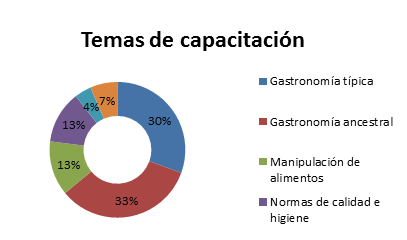 Temas de capacitación
30%
33%
13%
13%
4%
7%
Gastronomía típica
Gastronomía ancestral
Manipulación de
alimentos
Normas de calidad e
higiene